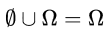 ∅ ∪ Ω = Ω